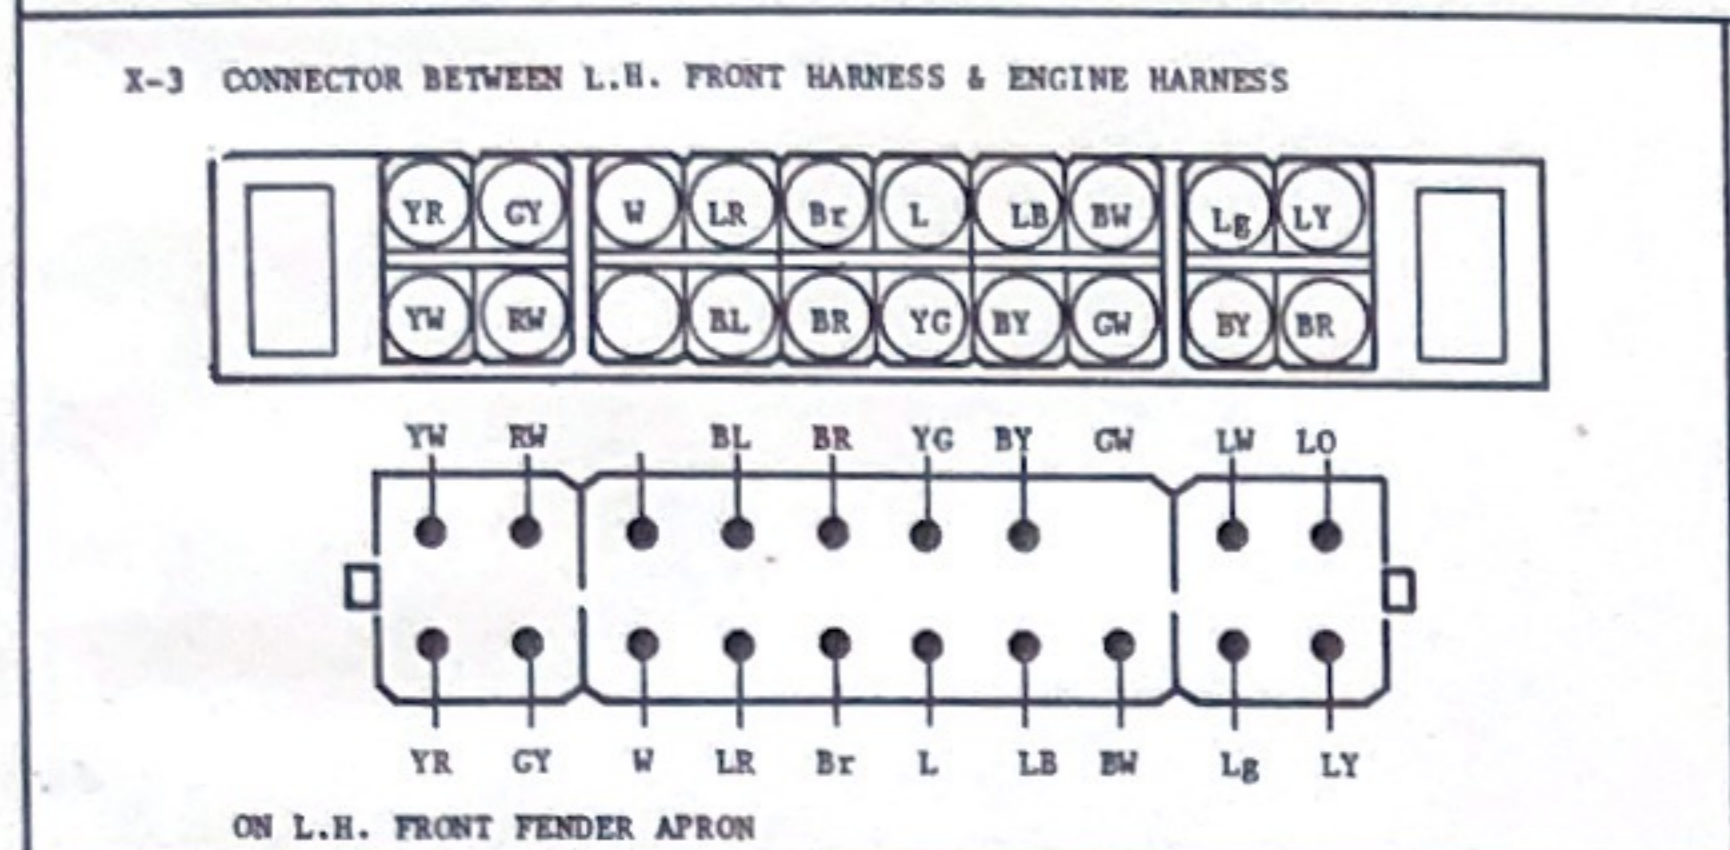 X-3 CONNECTOR BETWEEN L.H. FRONT HARNESS & ENGINE HARNESS
YR GY W LR Br L LB BW Lg LY
YW RW BL BR YG BY GW BY BR
YW RW BL BR YG BY GW LW LO
YR GY W LR Br L LB BW Lg LY
ON L.H. FRONT FENDER APRON